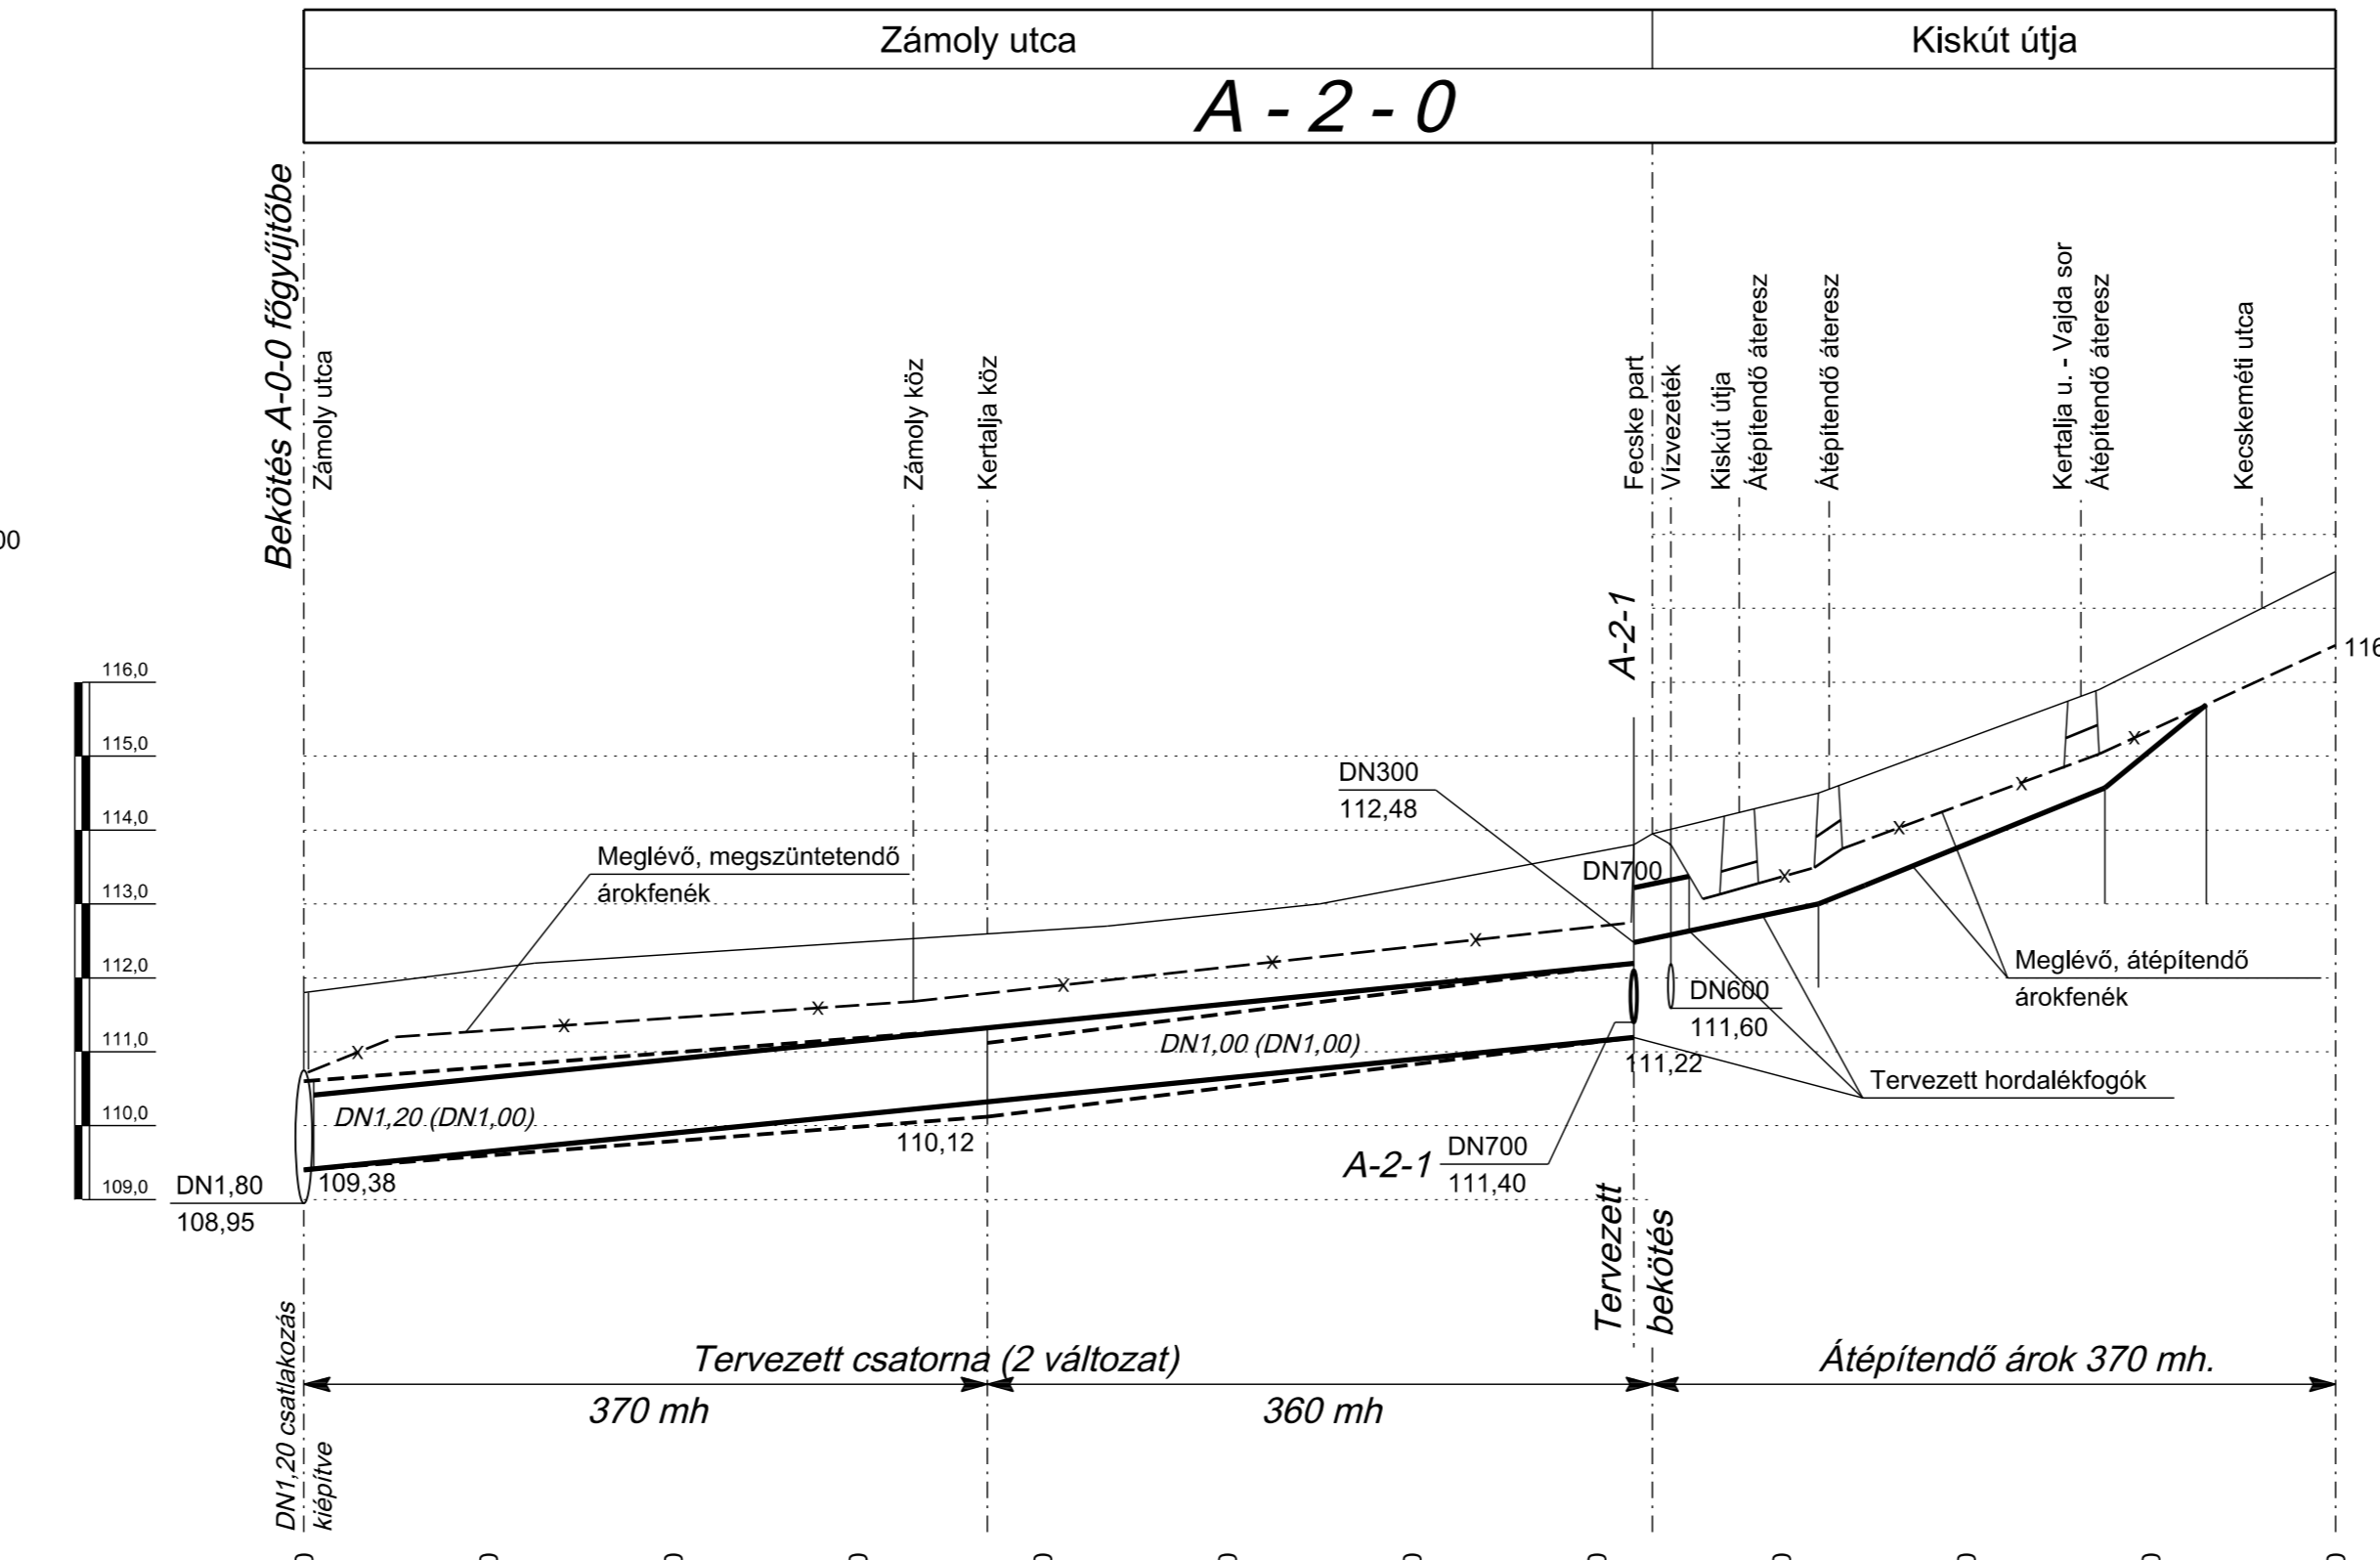 Zámoly utca
Kiskút útja
A - 2 - 0
Bekötés A-0-0 főgyűjtőbe
Zámoly utca
Zámoly köz
Kertalja köz
Fecske part
Vízvezeték
Kiskút útja
Átépítendő áteresz
Átépítendő áteresz
Kertalja u. - Vajda sor
Átépítendő áteresz
Kecskeméti utca
00
A-2-1
116
116,0
115,0
114,0
113,0
112,0
111,0
110,0
109,0
DN300
112,48
DN700
Meglévő, megszüntetendő
árokfenék
Meglévő, átépítendő
árokfenék
DN600
111,60
DN1,00 (DN1,00)
111,22
Tervezett hordalékfogók
DN1,20 (DN1,00)
110,12
A-2-1
DN700
111,40
109,38
DN1,80
108,95
Tervezett
bekötés
DN1,20 csatlakozás
kiépítve
Tervezett csatorna (2 változat)
Átépítendő árok 370 mh.
370 mh
360 mh